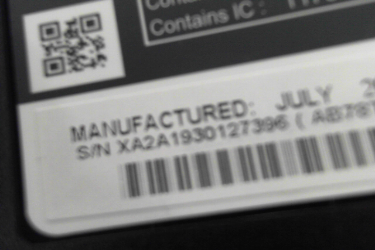 Contains IC :
MANUFACTURED: JULY
S/N XA2A1930127396 (